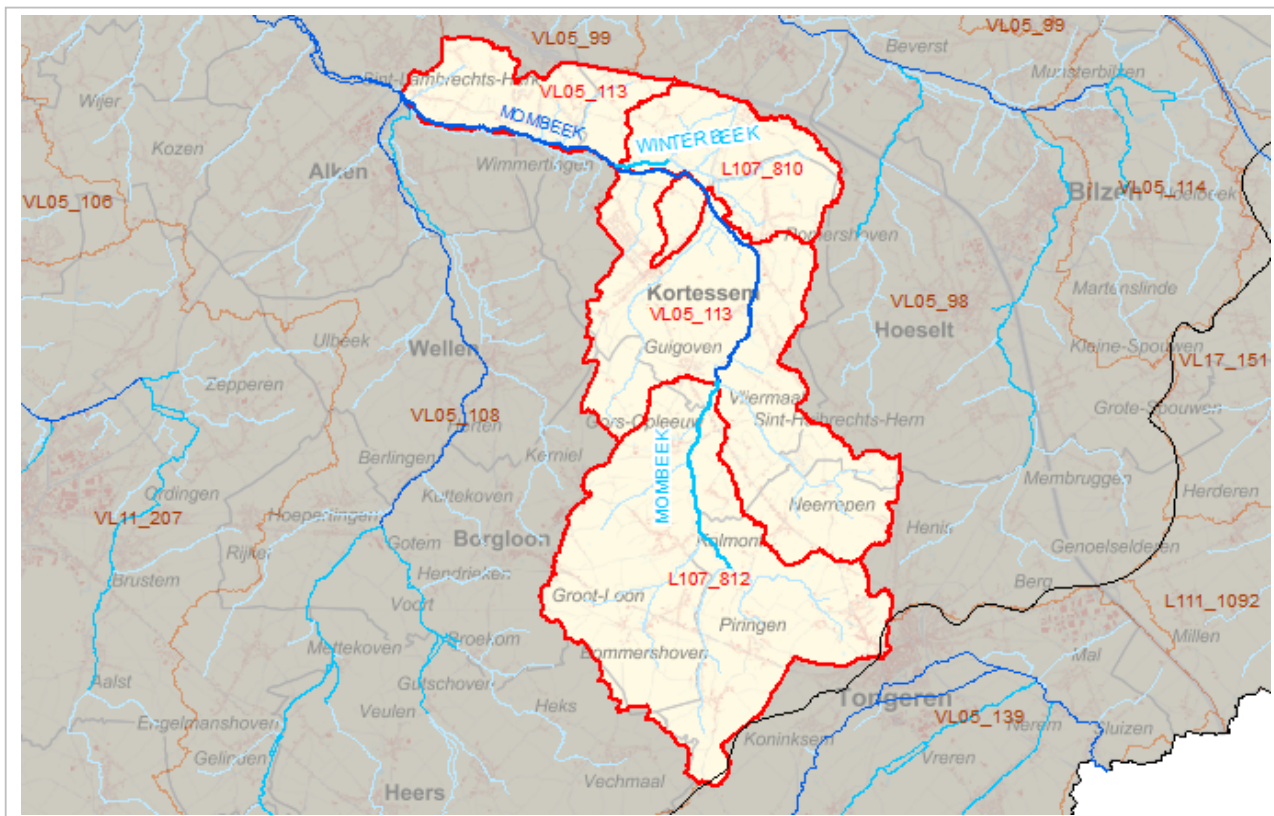 VL05_99
VL05_99
Beverst
Munsterbilzen
Sint-Lambrechts-Herk
VL05_113
Wijer
MOMBEEK
WINTERBEEK
Kozen
Wimmertingen
Alken
L107_810
Bilzen
VL05_114
VL05_106
Romershoven
Martenslinde
Kortessem
VL05_98
VL05_113
Hoeselt
Ulbeek
Wellen
Guigoven
Kleine-Spouwen
VL17_151
Zepperen
Vliermaal
Grote-Spouwen
VL05_108
Gors-Opleeuw
Sint-Huibrechts-Hern
Berlingen
Kerniel
MOMBEEK
Membruggen
Ordingen
Kuttekoven
Herderen
Neerrepen
VL11_207
Hoepertingen
Henis
Borgloon
Gotem
Kolmont
Genoelselderen
Hendrieken
L107_812
Berg
Brustem
Voort
Groot-Loon
L111_1092
Piringen
Millen
Broekom
Mettekoven
Bommershoven
Mal
Aalst
Gutschoven
Tongeren
Heks
VL05_139
Engelmanshoven
Veulen
Nerem
Sluizen
Koninksem
Gelinden
Vreren
Vechmaal
Heers